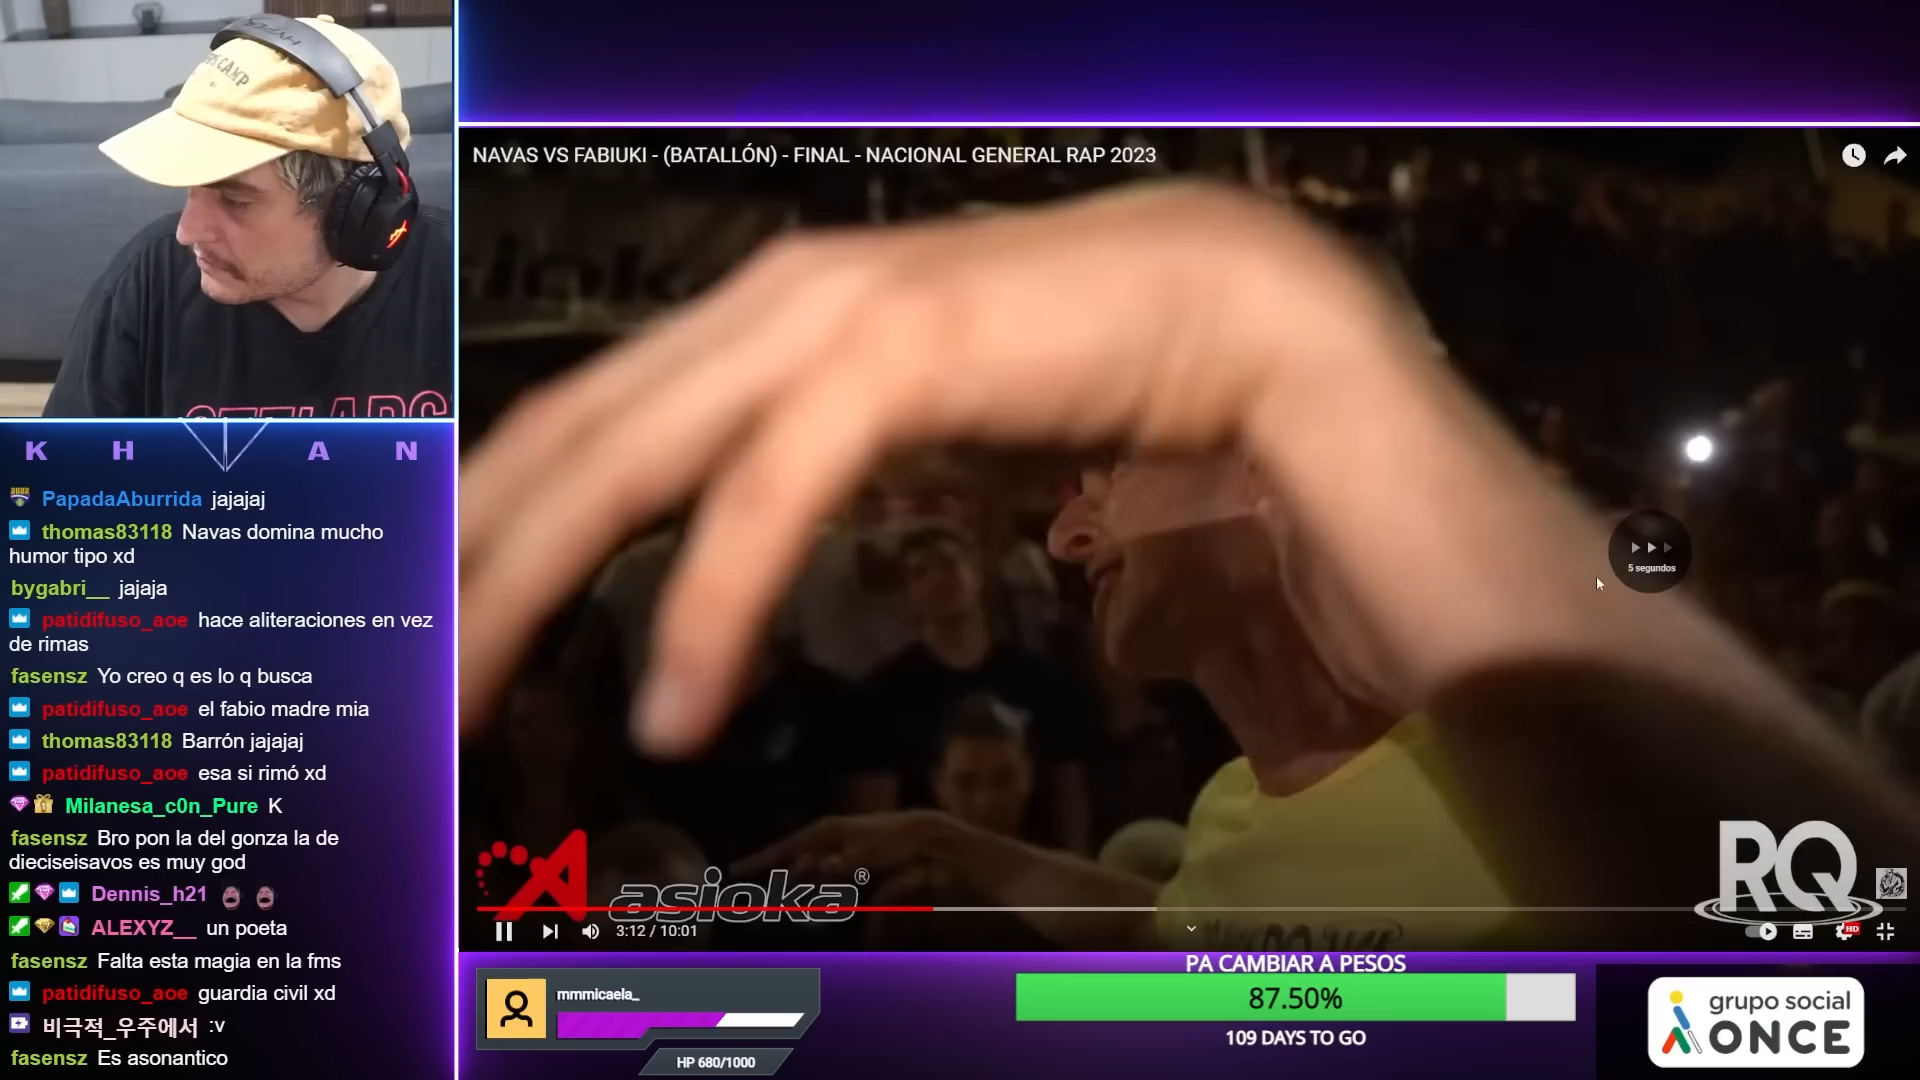 HYPERX
CAMP
K H A N
PapadaAburrida jajajaj
thomas83118 Navas domina mucho
humor tipo xd
bygabri__ jajaja
patidifuso_aoe hace aliteraciones en vez
de rimas
fasensz Yo creo q es lo q busca
patidifuso_aoe el fabio madre mia
thomas83118 Barrón jajajaj
patidifuso_aoe esa si rimó xd
Milanesa_c0n_Pure K
fasensz Bro pon la del gonza la de
dieciseisavos es muy god
Dennis_h21
ALEXYZ__ un poeta
fasensz Falta esta magia en la fms
patidifuso_aoe guardia civil xd
비극적_우주에서 :v
fasensz Es asonantico
NAVAS VS FABIUKI - (BATALLÓN) - FINAL - NACIONAL GENERAL RAP 2023
5 segundos
asioka®
RQ
3:12 / 10:01
HD
mmmicaela_
HP 680/1000
PA CAMBIAR A PESOS
87.50%
109 DAYS TO GO
grupo social
ONCE